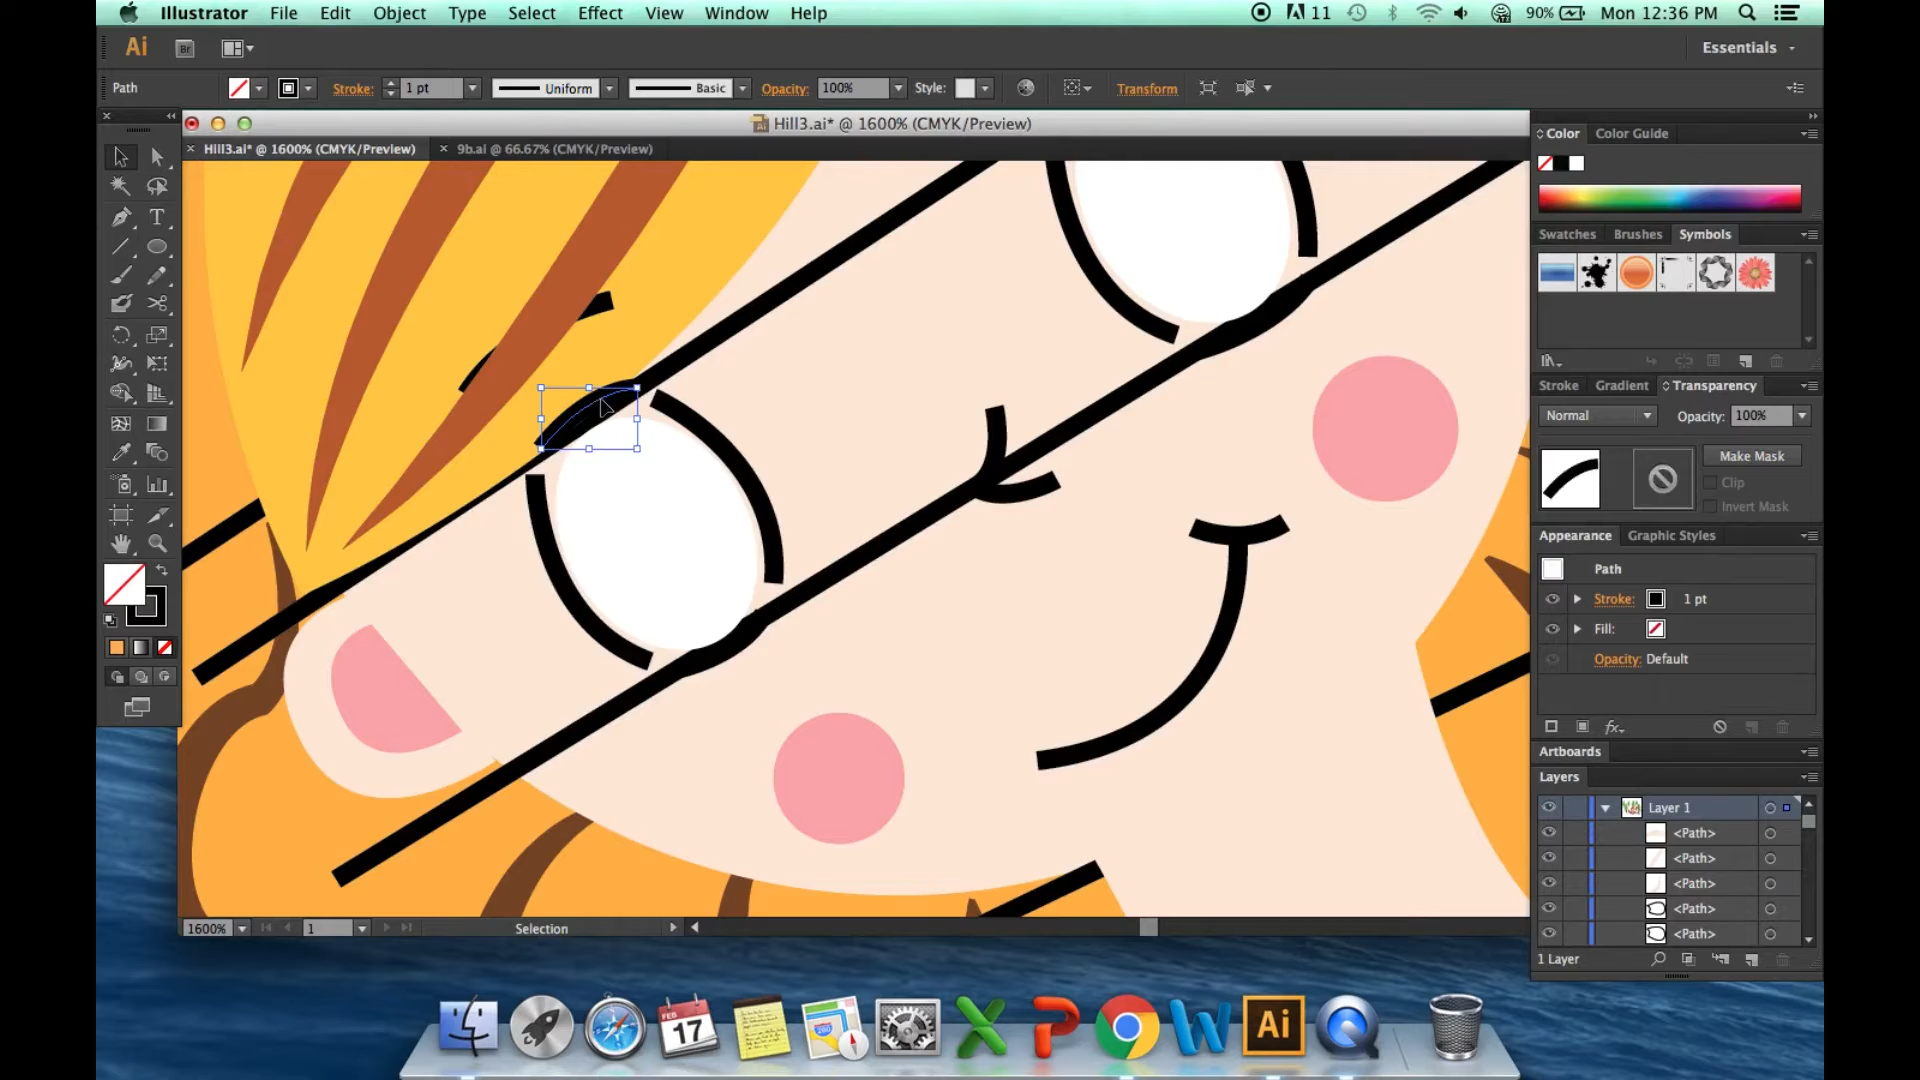 Illustrator File Edit Object Type Select Effect View Window Help 11 90% Mon 12:36 PM
Ai Br Essentials
Path Stroke: 1 pt Uniform Basic Opacity: 100% Style: Transform
Hill3.ai* @ 1600% (CMYK/Preview)
Hill3.ai* @ 1600% (CMYK/Preview) 9b.ai @ 66.67% (CMYK/Preview)
Color Color Guide
Swatches Brushes Symbols
Stroke Gradient Transparency
Normal Opacity: 100%
Make Mask
Clip
Invert Mask
Appearance Graphic Styles
Path
Stroke: 1 pt
Fill:
Opacity: Default
fx
Artboards
Layers
Layer 1
<Path>
<Path>
<Path>
<Path>
<Path>
1 Layer
1600% 1 Selection
FEB
17
280
Ai